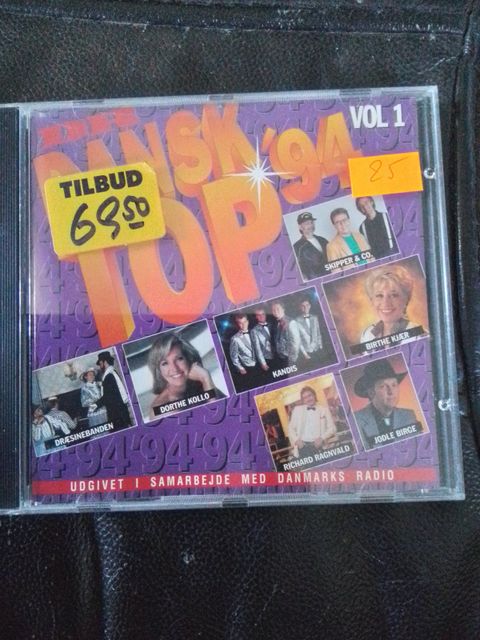 DANSK
TOP '94
VOL 1
TILBUD
69 50
25.
SKIPPER & CO.
BIRTHE KJÆR
KANDIS
DORTHE KOLLO
DRÆSINEBANDEN
RICHARD RAGNVALD
JODLE BIRGE
UDGIVET I SAMARBEJDE MED DANMARKS RADIO